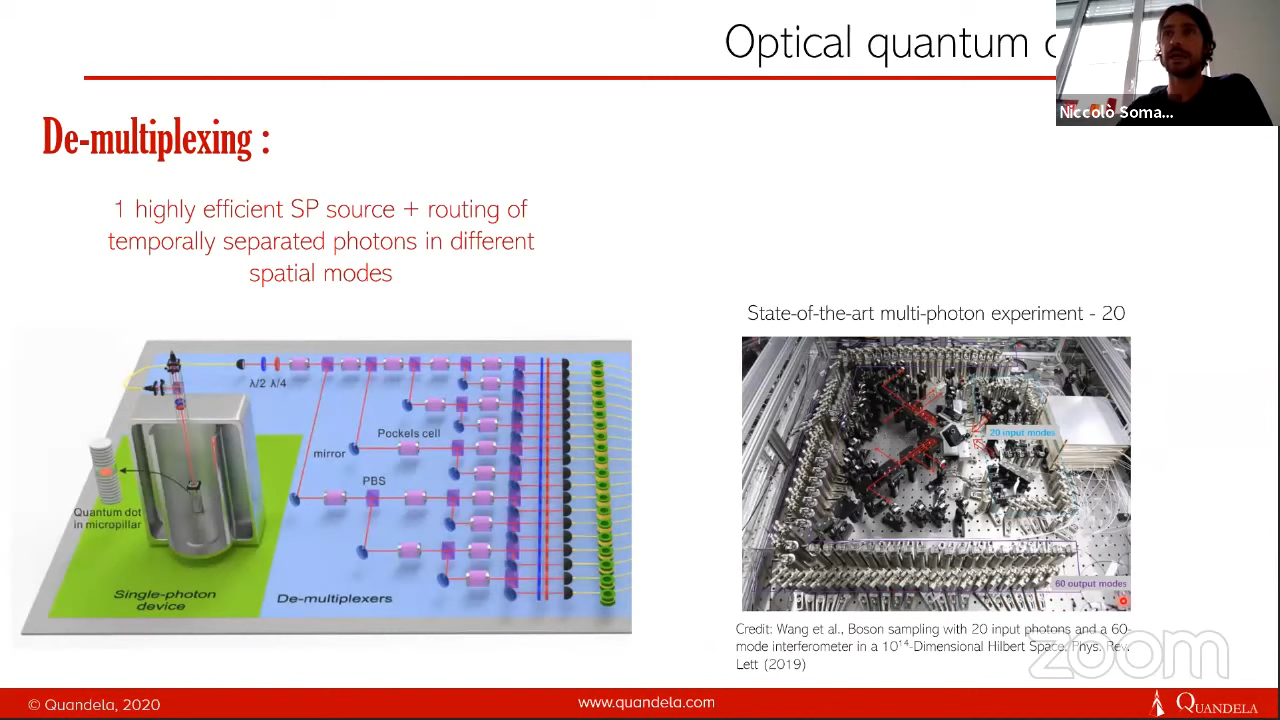 Optical quantum
Niccolò Soma...
De-multiplexing :
1 highly efficient SP source + routing of
temporally separated photons in different
spatial modes
State-of-the-art multi-photon experiment - 20
λ/2 λ/4
Pockels cell
mirror
PBS
Quantum dot
in micropillar
Single-photon
device
De-multiplexers
20 input modes
60 output modes
Credit: Wang et al., Boson sampling with 20 input photons and a 60-
mode interferometer in a 10¹⁴-Dimensional Hilbert Space, Phys. Rev.
Lett (2019)
zoom
© Quandela, 2020
www.quandela.com
QUANDELA